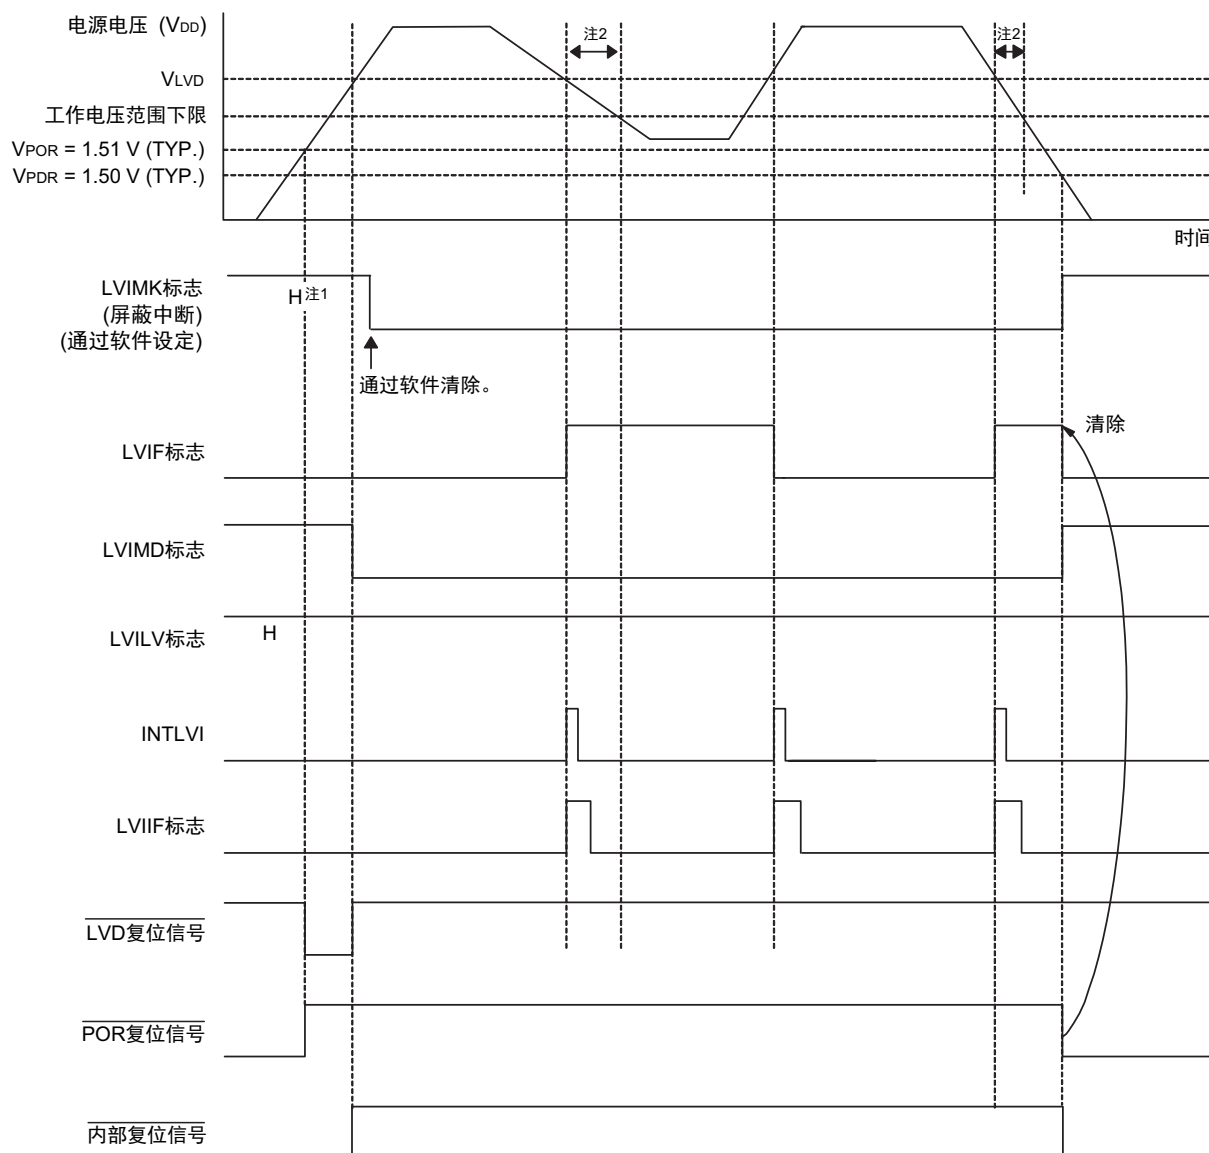 电源电压 (VDD)
注2
注2
VLVD
工作电压范围下限
VPOR = 1.51 V (TYP.)
VPDR = 1.50 V (TYP.)
时间
LVIMK标志
(屏蔽中断)
(通过软件设定)
H注1
通过软件清除。
清除
LVIF标志
LVIMD标志
LVILV标志
H
INTLVI
LVIIF标志
LVD复位信号
POR复位信号
内部复位信号